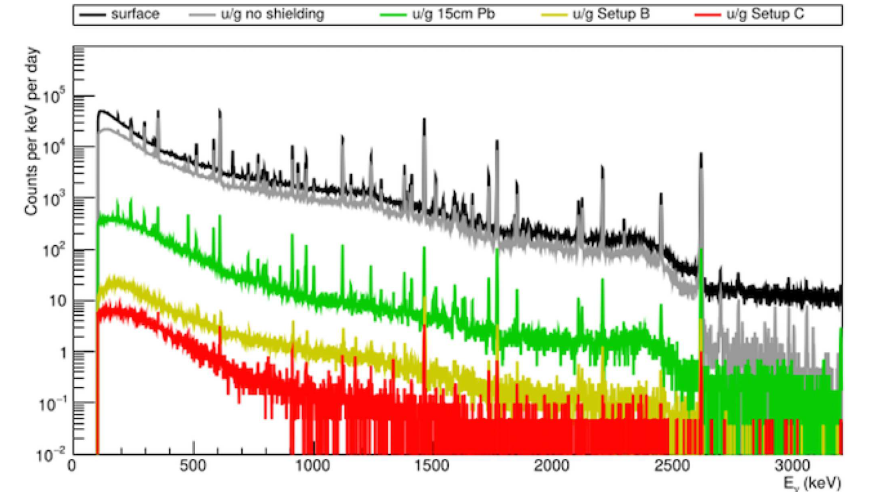 surface u/g no shielding u/g 15cm Pb u/g Setup B u/g Setup C
Counts per keV per day
10⁵
10⁴
10³
10²
10
1
10⁻¹
10⁻²
0 500 1000 1500 2000 2500 3000
Eᵧ (keV)